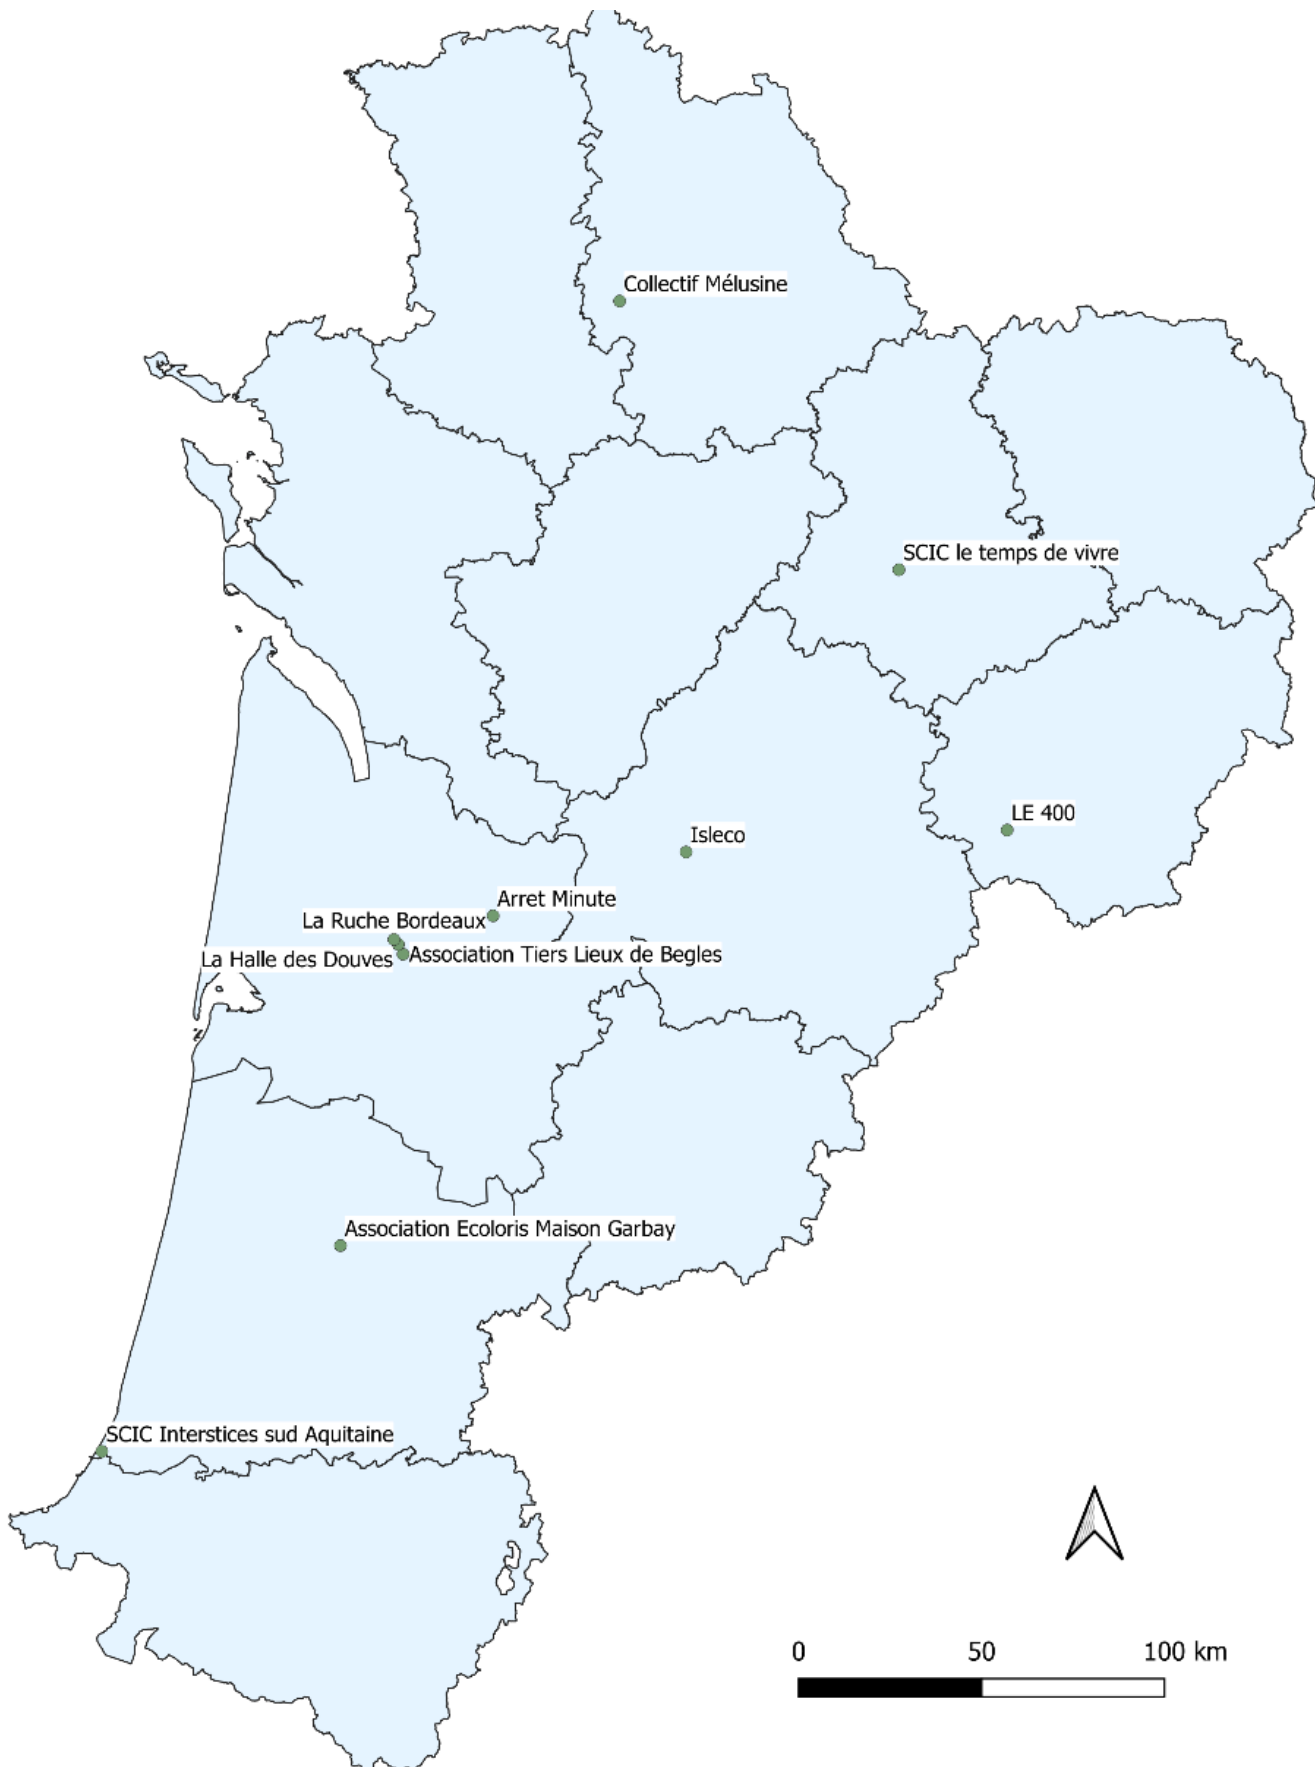 Collectif Mélusine
SCIC le temps de vivre
LE 400
Isleco
Arret Minute
La Ruche Bordeaux
La Halle des Douves
Association Tiers Lieux de Begles
Association Ecoloris Maison Garbay
SCIC Interstices sud Aquitaine
0 50 100 km